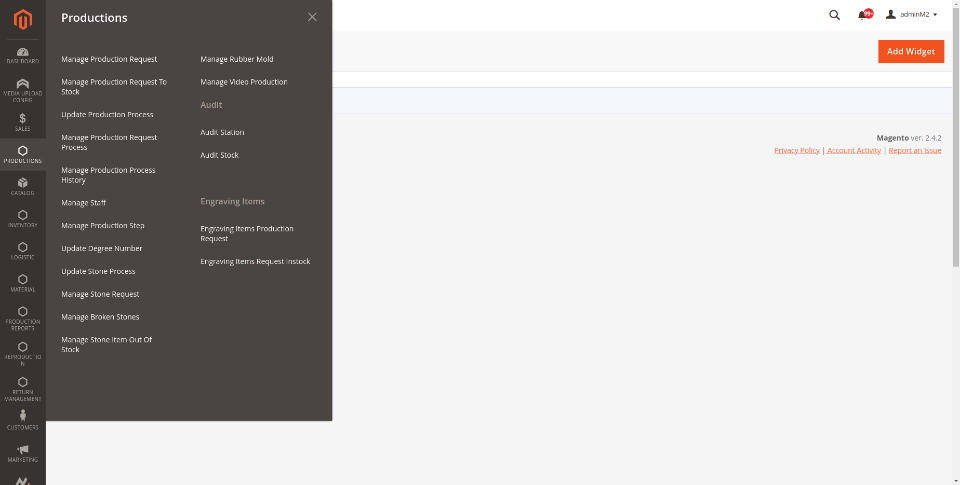 DASHBOARD
MEDIA UPLOAD
CONFIG
SALES
PRODUCTIONS
CATALOG
INVENTORY
LOGISTIC
MATERIAL
PRODUCTION
REPORTS
REPRODUCTIO
N
RETURN
MANAGEMENT
CUSTOMERS
MARKETING
Productions
Manage Production Request
Manage Production Request To
Stock
Update Production Process
Manage Production Request
Process
Manage Production Process
History
Manage Staff
Manage Production Step
Update Degree Number
Update Stone Process
Manage Stone Request
Manage Broken Stones
Manage Stone Item Out Of
Stock
Manage Rubber Mold
Manage Video Production
Audit
Audit Station
Audit Stock
Engraving Items
Engraving Items Production
Request
Engraving Items Request Instock
99+
adminM2
Add Widget
Magento ver. 2.4.2
Privacy Policy | Account Activity | Report an Issue